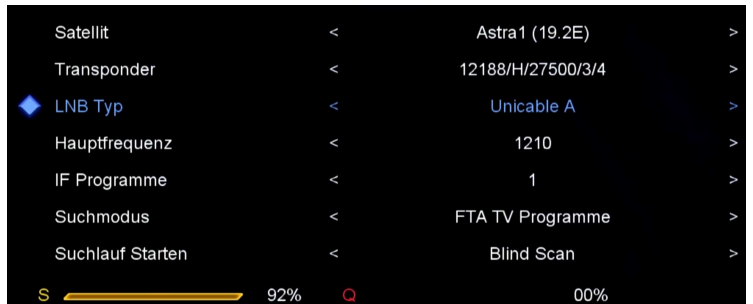 Satellit < Astra1 (19.2E) >
Transponder < 12188/H/27500/3/4 >
LNB Typ < Unicable A >
Hauptfrequenz < 1210 >
IF Programme < 1 >
Suchmodus < FTA TV Programme >
Suchlauf Starten < Blind Scan >
S 92% Q 00%